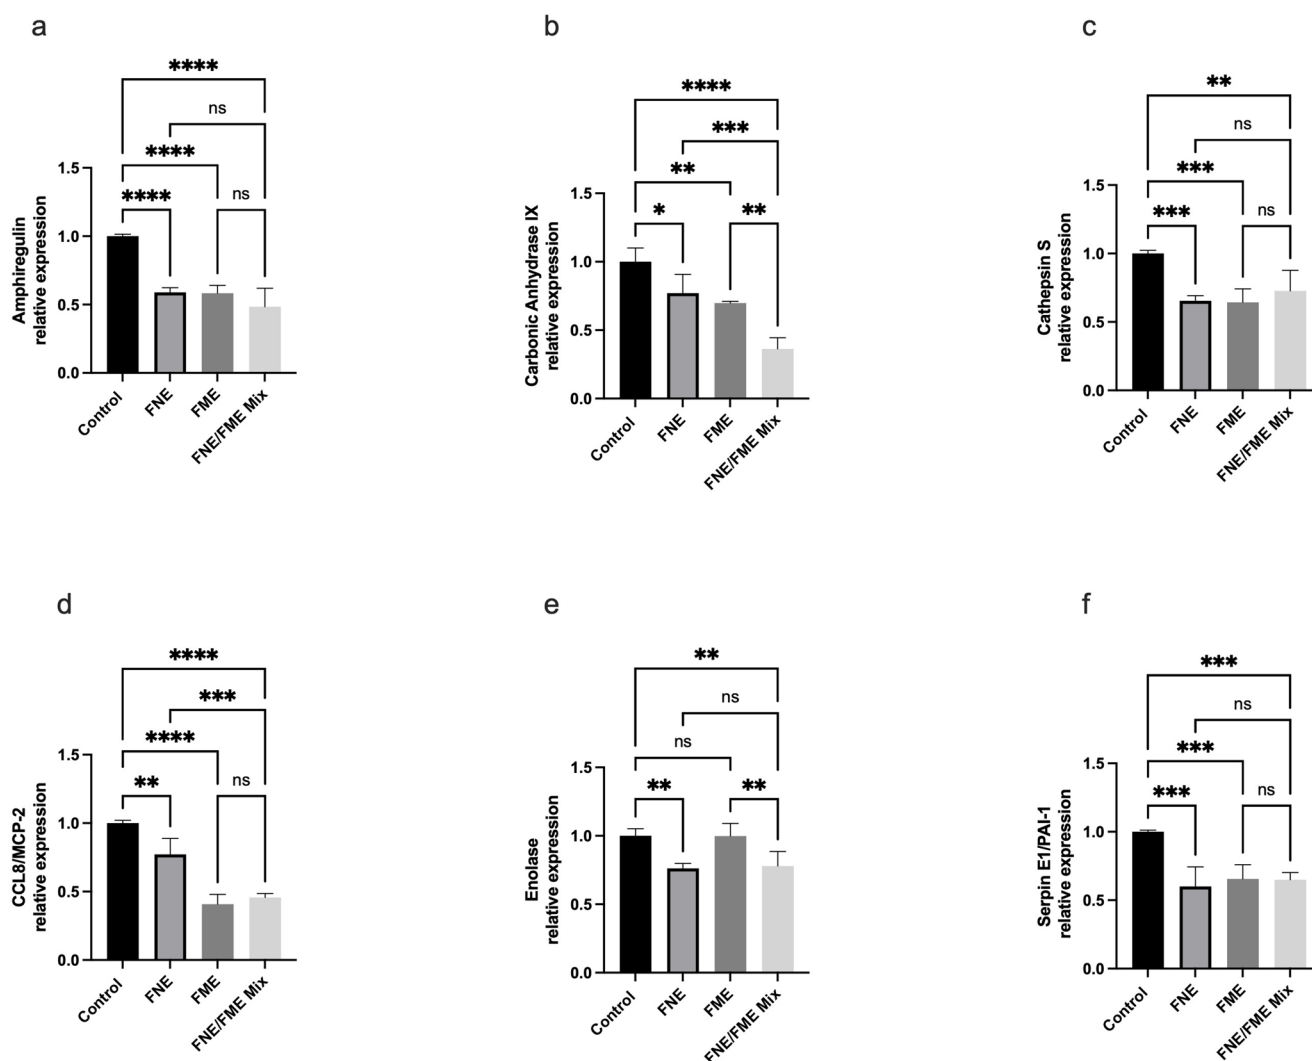 a
****
ns
****
****
ns
1.5
1.0
0.5
0.0
Amphiregulin
relative expression
Control
FNE
FME
FNE/FME Mix
b
****
***
**
*
**
1.5
1.0
0.5
0.0
Carbonic Anhydrase IX
relative expression
Control
FNE
FME
FNE/FME Mix
c
**
ns
***
***
ns
1.5
1.0
0.5
0.0
Cathepsin S
relative expression
Control
FNE
FME
FNE/FME Mix
d
****
***
****
**
ns
1.5
1.0
0.5
0.0
CCL8/MCP-2
relative expression
Control
FNE
FME
FNE/FME Mix
e
**
ns
ns
**
**
1.5
1.0
0.5
0.0
Enolase
relative expression
Control
FNE
FME
FNE/FME Mix
f
***
ns
***
***
ns
1.5
1.0
0.5
0.0
Serpin E1/PAI-1
relative expression
Control
FNE
FME
FNE/FME Mix